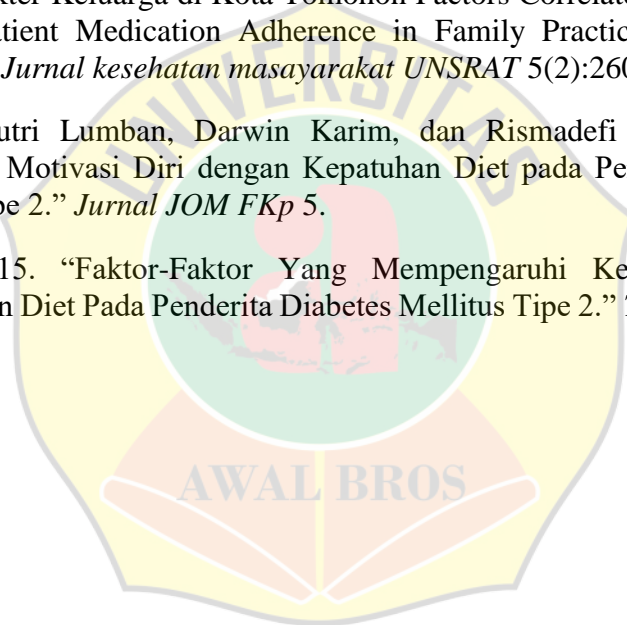 kter Keluarga di Kota Tomohon Factors Correlate
atient Medication Adherence in Family Practic
Jurnal kesehatan masayarakat UNSRAT 5(2):260
utri Lumban, Darwin Karim, dan Rismadefi
Motivasi Diri dengan Kepatuhan Diet pada Pe
pe 2.” Jurnal JOM FKp 5.
15. “Faktor-Faktor Yang Mempengaruhi Ke
n Diet Pada Penderita Diabetes Mellitus Tipe 2.”
UNIVERSITAS
AWAL BROS